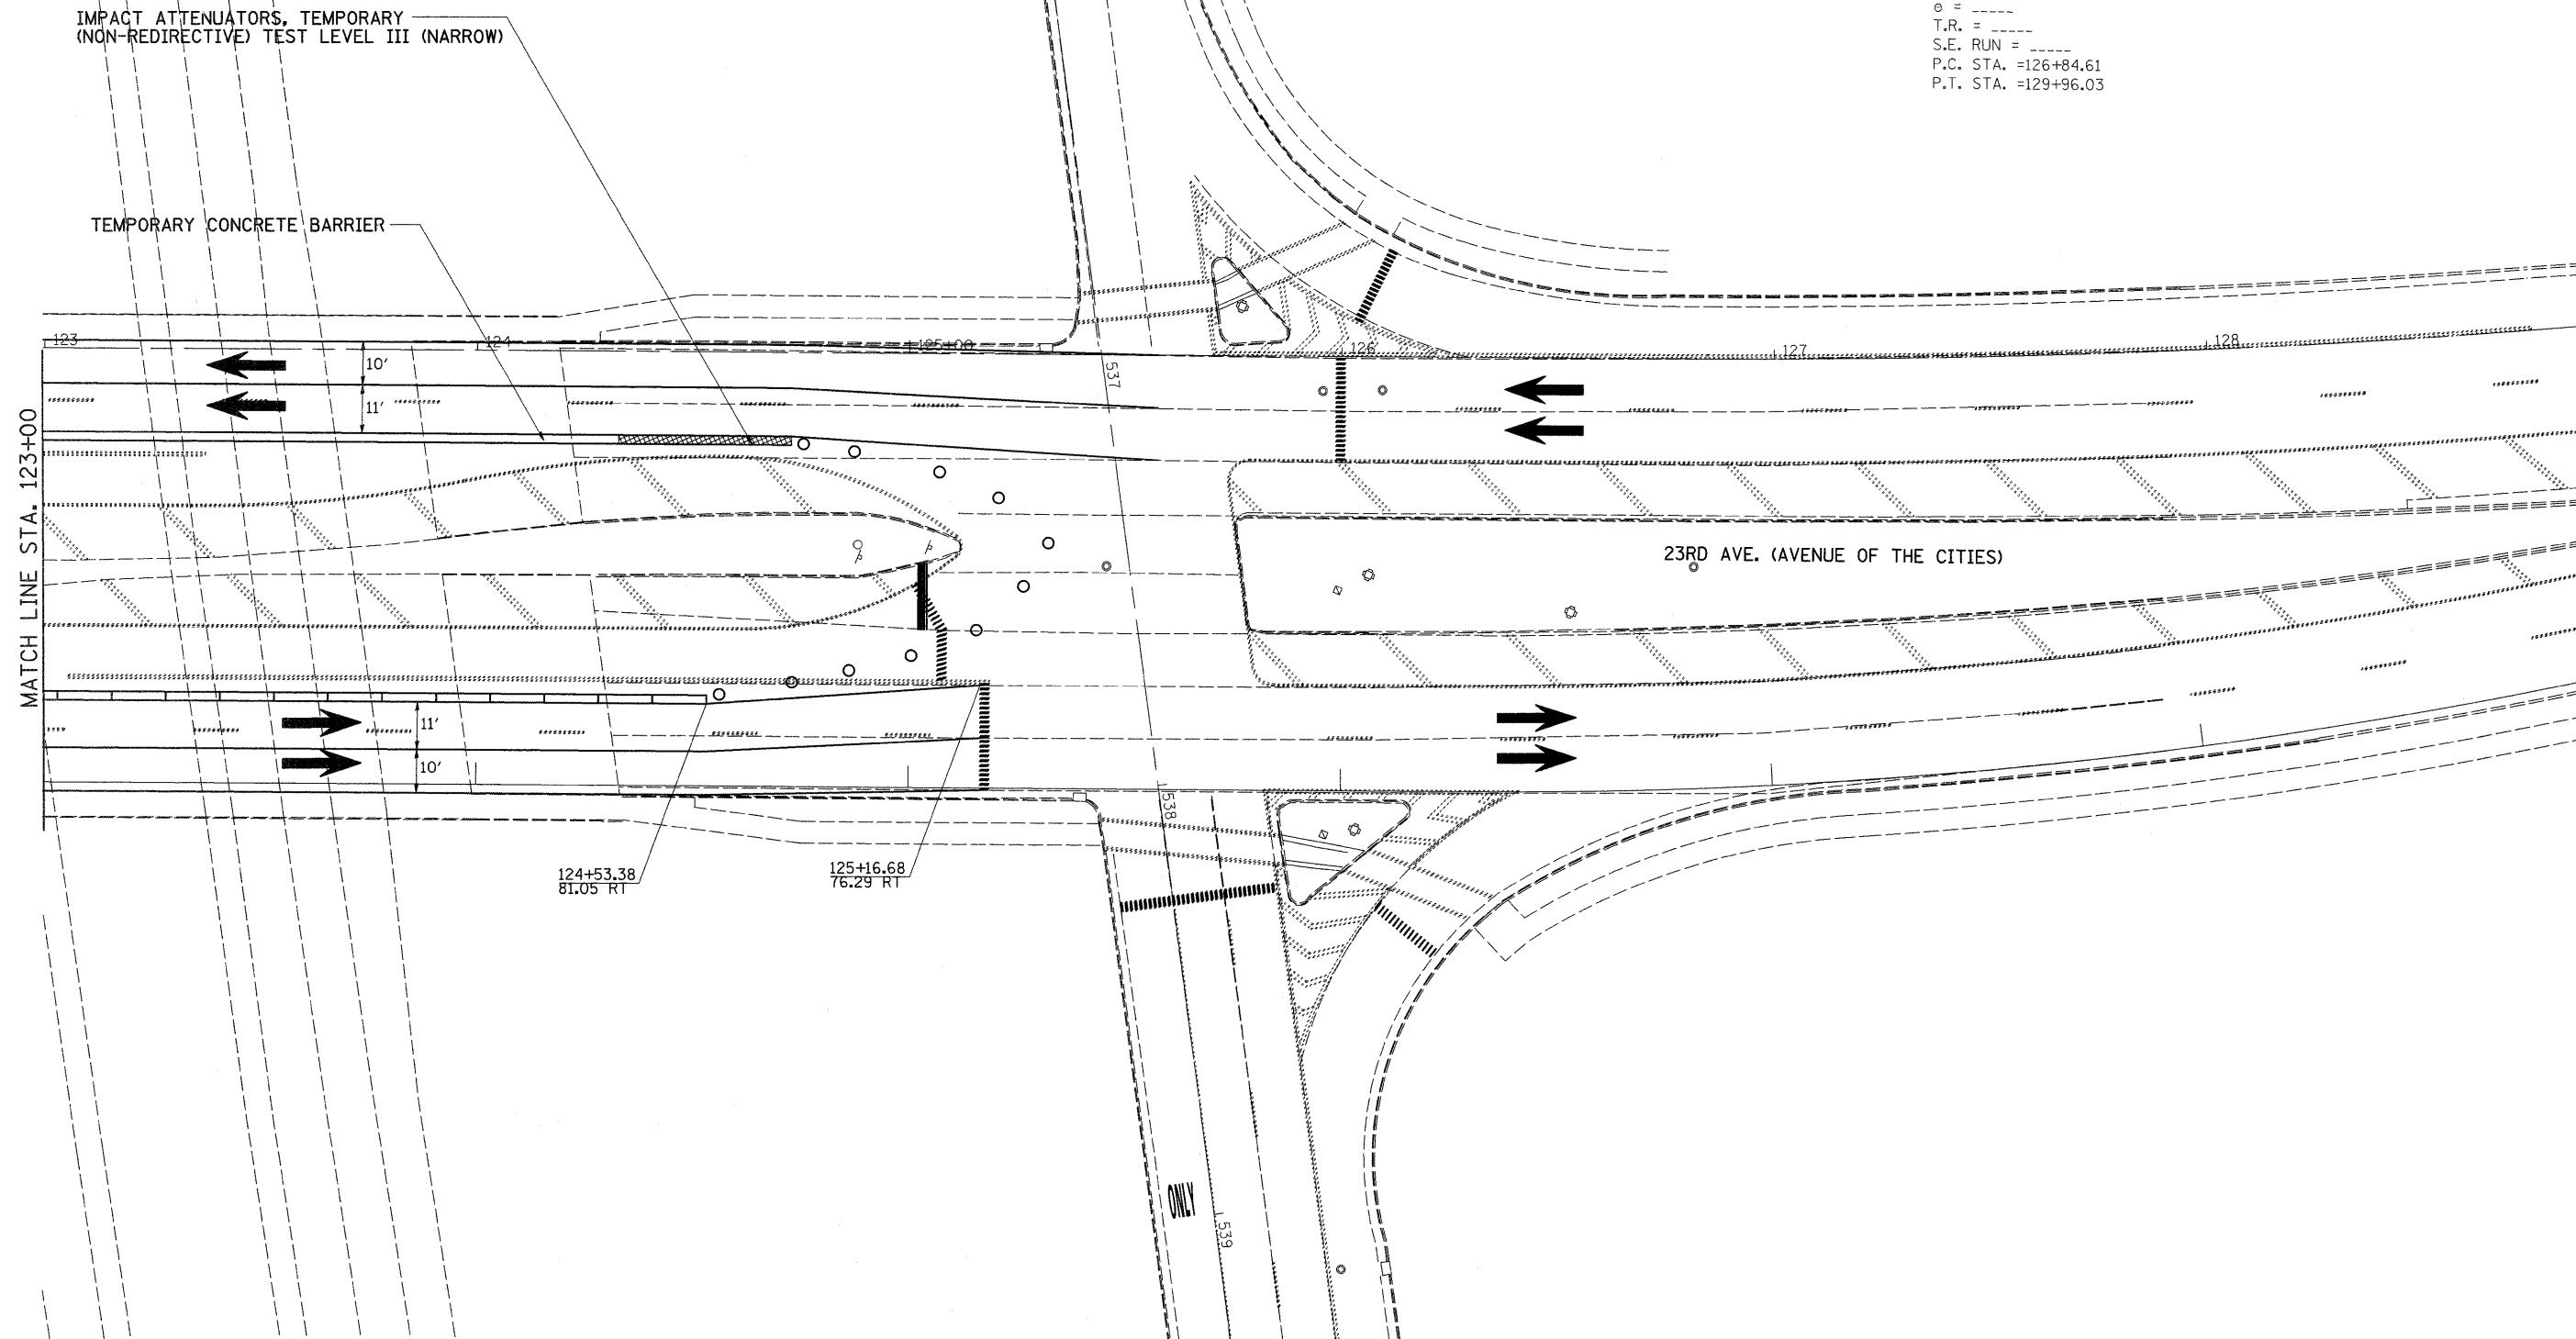 IMPACT ATTENUATORS, TEMPORARY
(NON-REDIRECTIVE) TEST LEVEL III (NARROW)
Θ = _____
T.R. = _____
S.E. RUN = _____
P.C. STA. =126+84.61
P.T. STA. =129+96.03
TEMPORARY CONCRETE BARRIER
123
124
125+00
126
127
128
10'
11'
537
MATCH LINE STA. 123+00
23RD AVE. (AVENUE OF THE CITIES)
11'
10'
538
124+53.38
81.05 RT
125+16.68
76.29 RT
ONLY
539